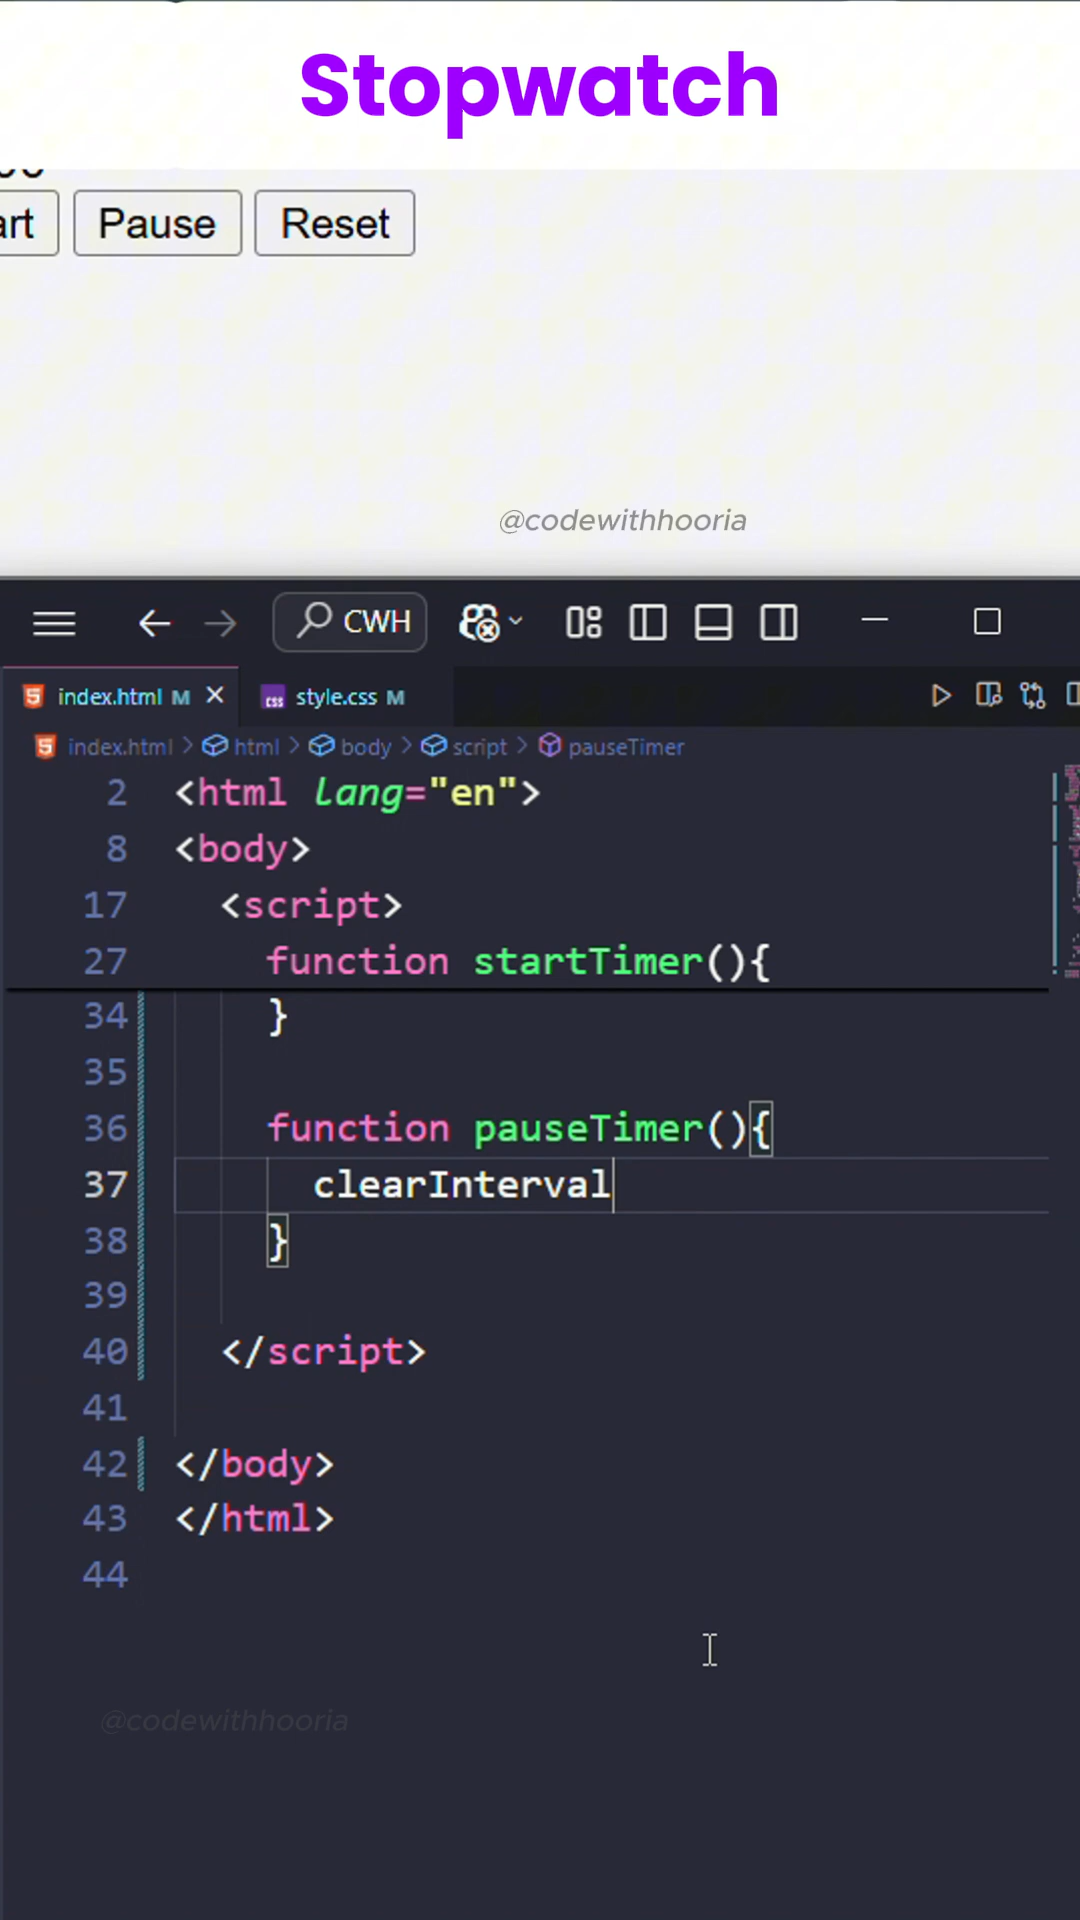 Stopwatch
art Pause Reset
@codewithhooria
CWH
index.html M style.css M
index.html > html > body > script > pauseTimer
2 <html lang="en">
8 <body>
17 <script>
27 function startTimer(){
34 }
35
36 function pauseTimer(){
37 clearInterval
38 }
39
40 </script>
41
42 </body>
43 </html>
44
@codewithhooria